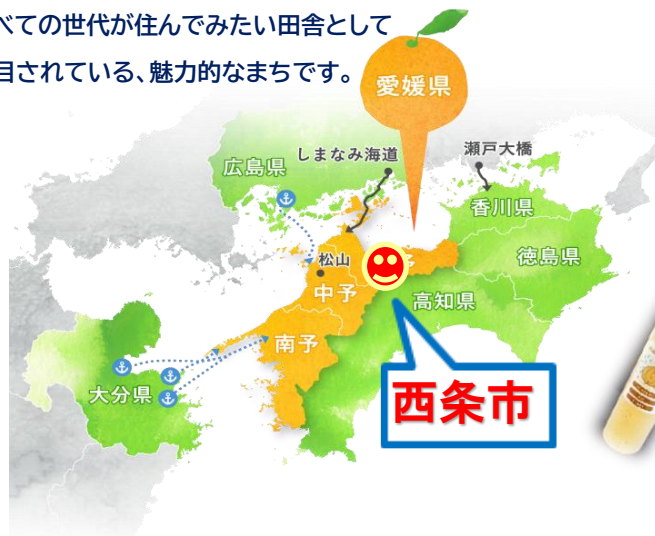 べての世代が住んでみたい田舎として
目されている、魅力的なまちです。
愛媛県
瀬戸大橋
しまなみ海道
広島県
香川県
徳島県
松山
予
中予
高知県
南予
大分県
西条市